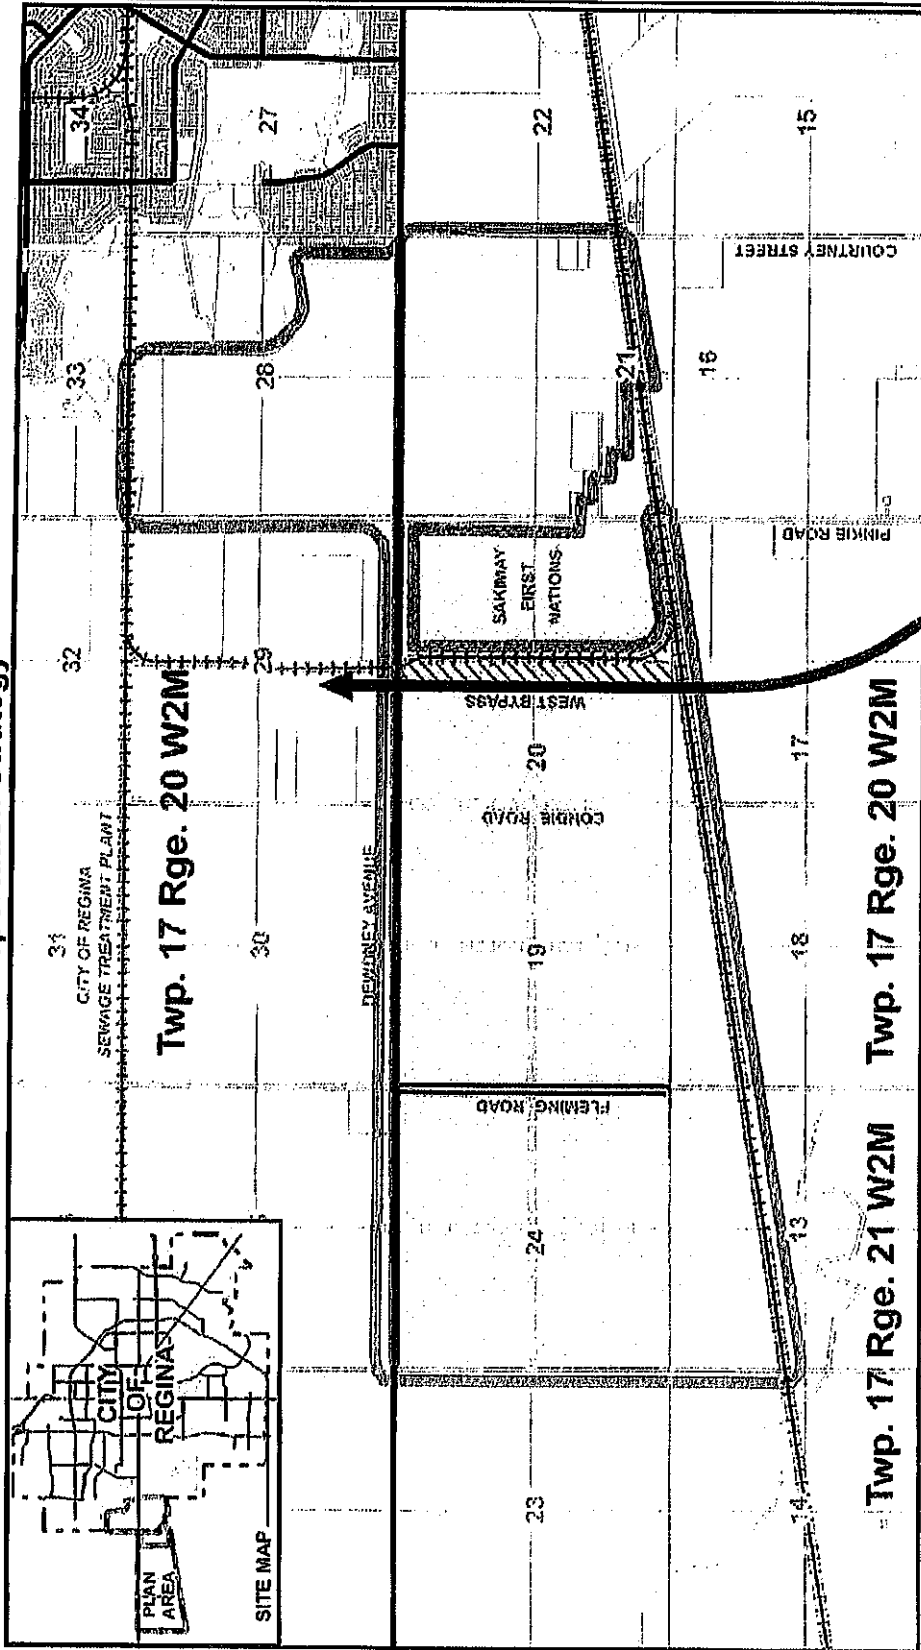 31
32
33
34
CITY OF REGINA
SEWAGE TREATMENT PLANT
Twp. 17 Rge. 20 W2M
30
29
28
27
CITY
OF
REGINA
PLAN
AREA
SITE MAP
DEWDNEY AVENUE
23
24
19
20
21
22
FLEMING ROAD
CONDIE ROAD
WEST BYPASS
SAKIMAY
FIRST
NATIONS
PINKIE ROAD
COURTNEY STREET
14
13
18
17
16
15
Twp. 17 Rge. 21 W2M
Twp. 17 Rge. 20 W2M